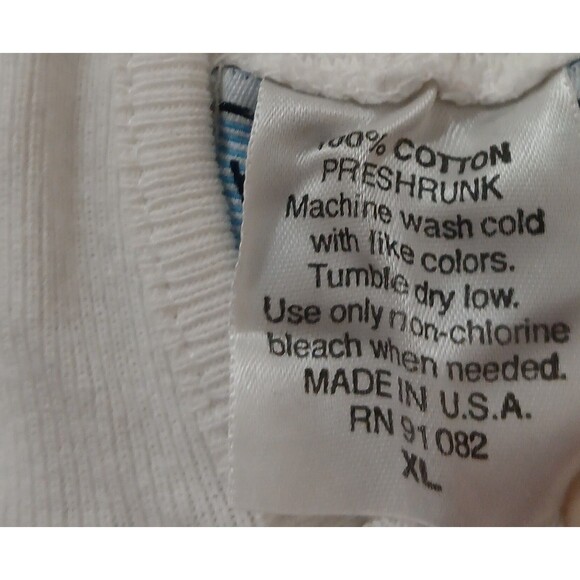 100% COTTON
PRESHRUNK
Machine wash cold
with like colors.
Tumble dry low.
Use only non-chlorine
bleach when needed.
MADE IN U.S.A.
RN 91082
XL